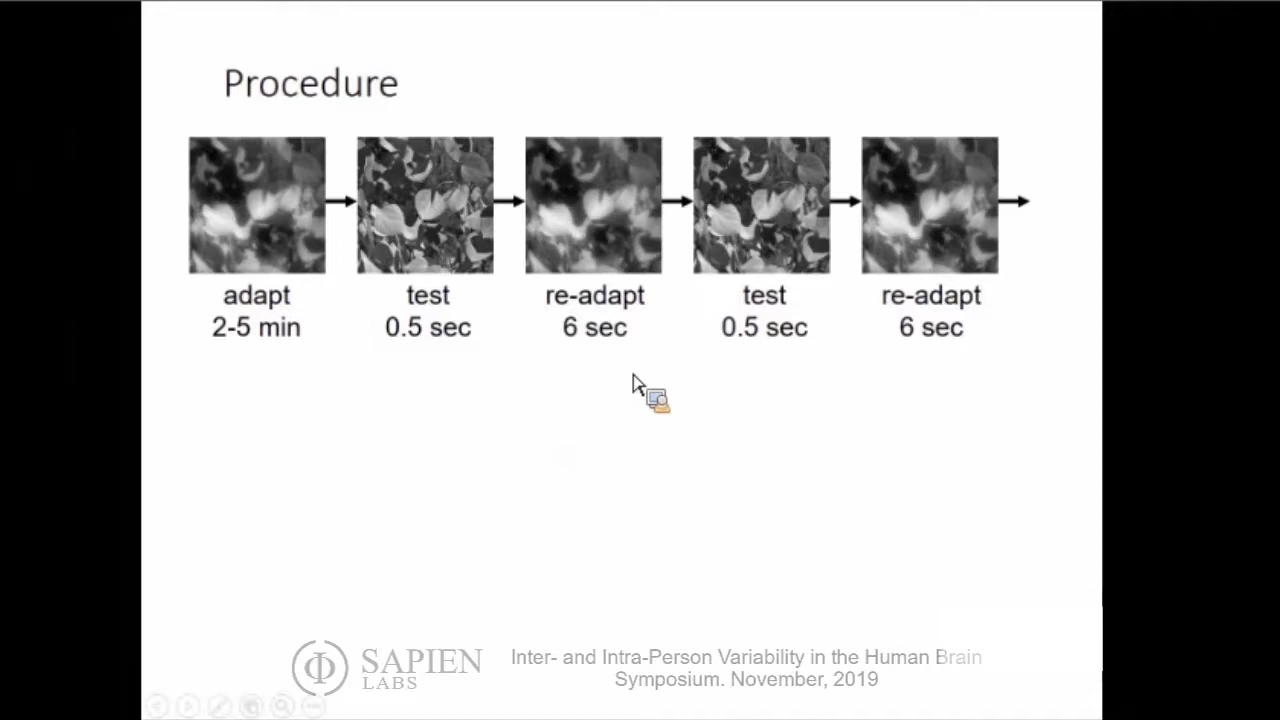 Procedure
adapt
2-5 min
test
0.5 sec
re-adapt
6 sec
test
0.5 sec
re-adapt
6 sec
SAPIEN
LABS
Inter- and Intra-Person Variability in the Human Brain
Symposium. November, 2019